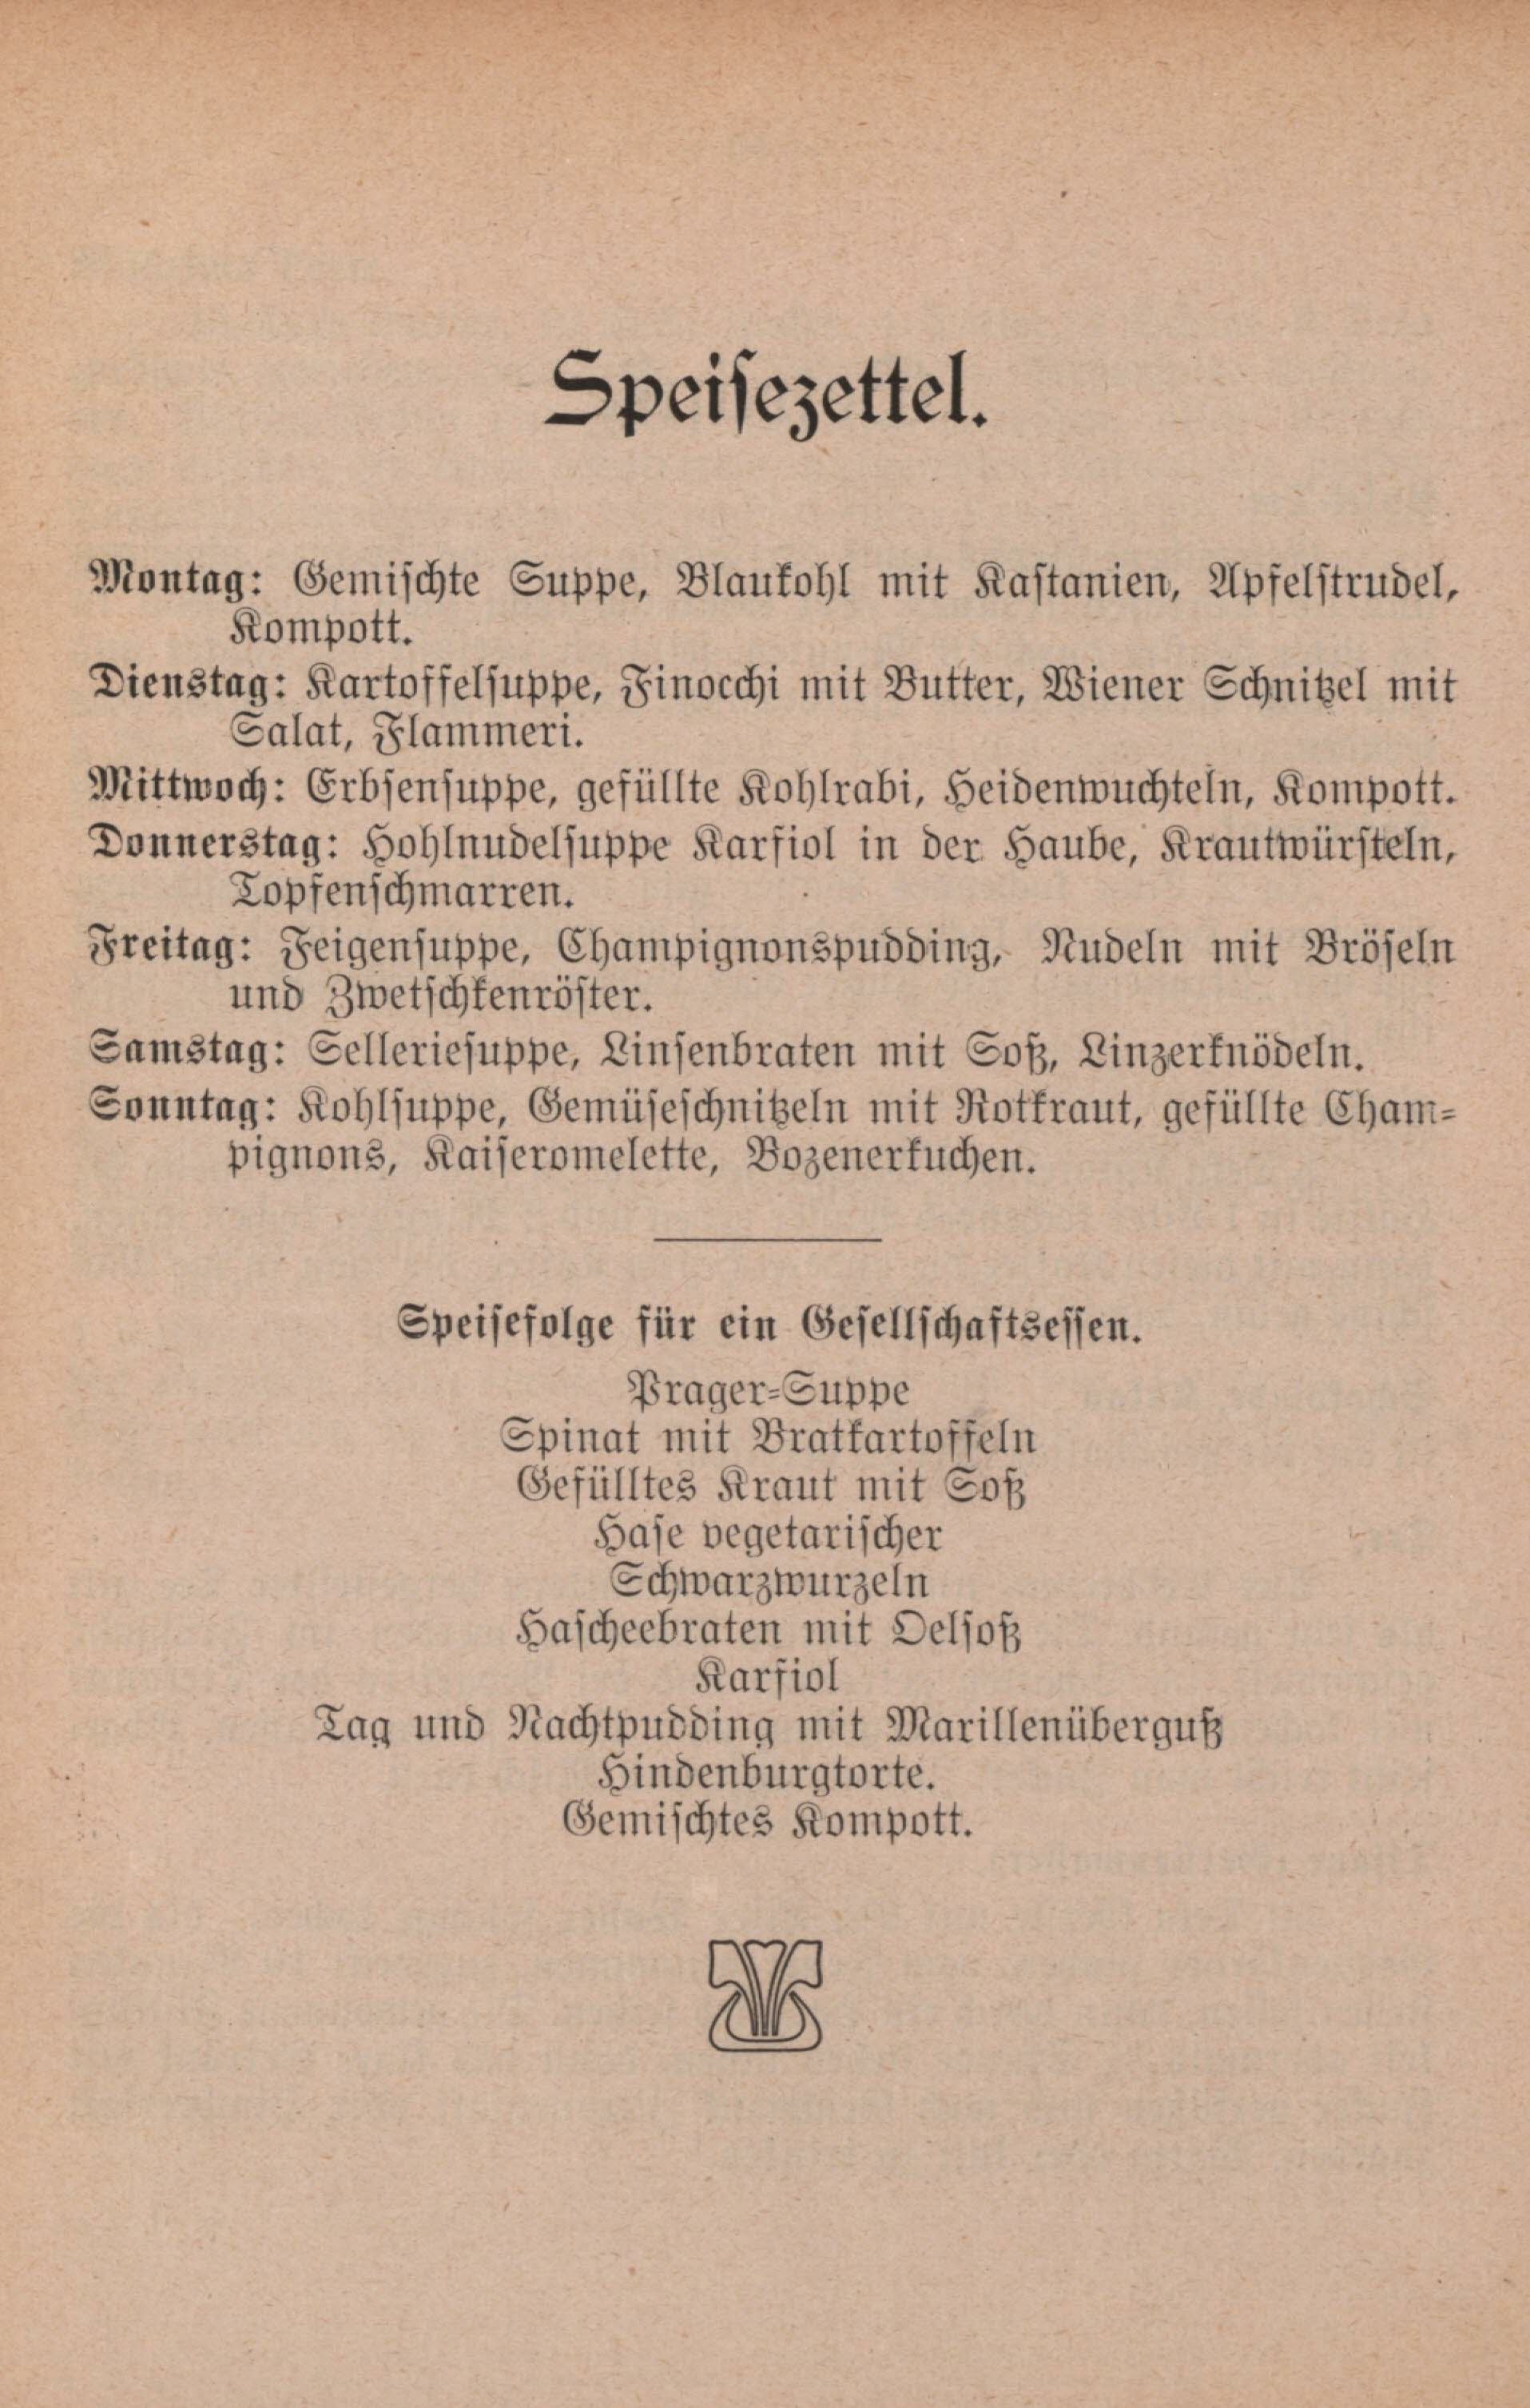 Speisezettel.
Montag: Gemischte Suppe, Blaukohl mit Kastanien, Apfelstrudel,
Kompott.
Dienstag: Kartoffelsuppe, Finocchi mit Butter, Wiener Schnitzel mit
Salat, Flammeri.
Mittwoch: Erbsensuppe, gefüllte Kohlrabi, Heidenwuchteln, Kompott.
Donnerstag: Hohlnudelsuppe Karfiol in der Haube, Krautwürsteln,
Topfenschmarren.
Freitag: Feigensuppe, Champignonspudding, Nudeln mit Bröseln
und Zwetschkenröster.
Samstag: Selleriesuppe, Linsenbraten mit Soß, Linzerknödeln.
Sonntag: Kohlsuppe, Gemüseschnitzeln mit Rotkraut, gefüllte Cham-
pignons, Kaiseromelette, Bozenerkuchen.
Speisefolge für ein Gesellschaftsessen.
Prager-Suppe
Spinat mit Bratkartoffeln
Gefülltes Kraut mit Soß
Hase vegetarischer
Schwarzwurzeln
Hascheebraten mit Oelsoß
Karfiol
Tag und Nachtpudding mit Marillenüberguß
Hindenburgtorte.
Gemischtes Kompott.